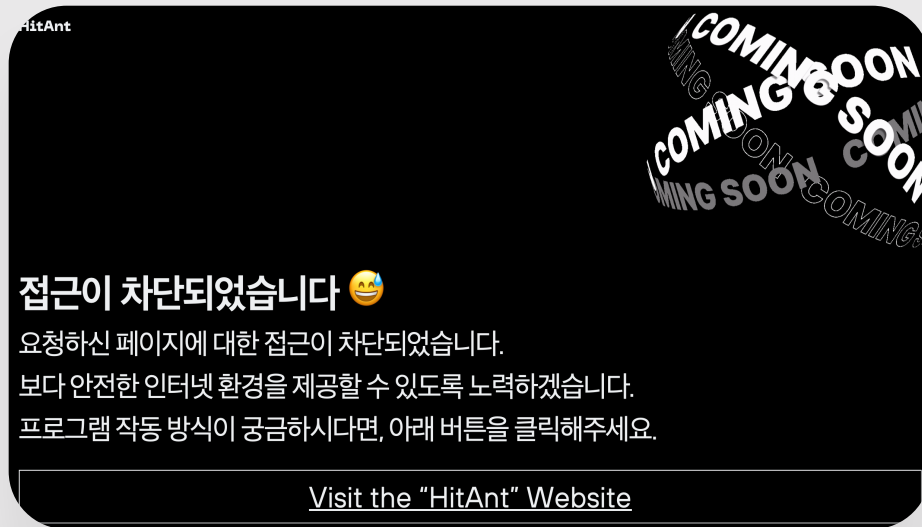 HitAnt
COMING SOON
COMING SOON
COMING SOON
MING SOON COMING
접근이 차단되었습니다 😅
요청하신 페이지에 대한 접근이 차단되었습니다.
보다 안전한 인터넷 환경을 제공할 수 있도록 노력하겠습니다.
프로그램 작동 방식이 궁금하시다면, 아래 버튼을 클릭해주세요.
Visit the “HitAnt” Website